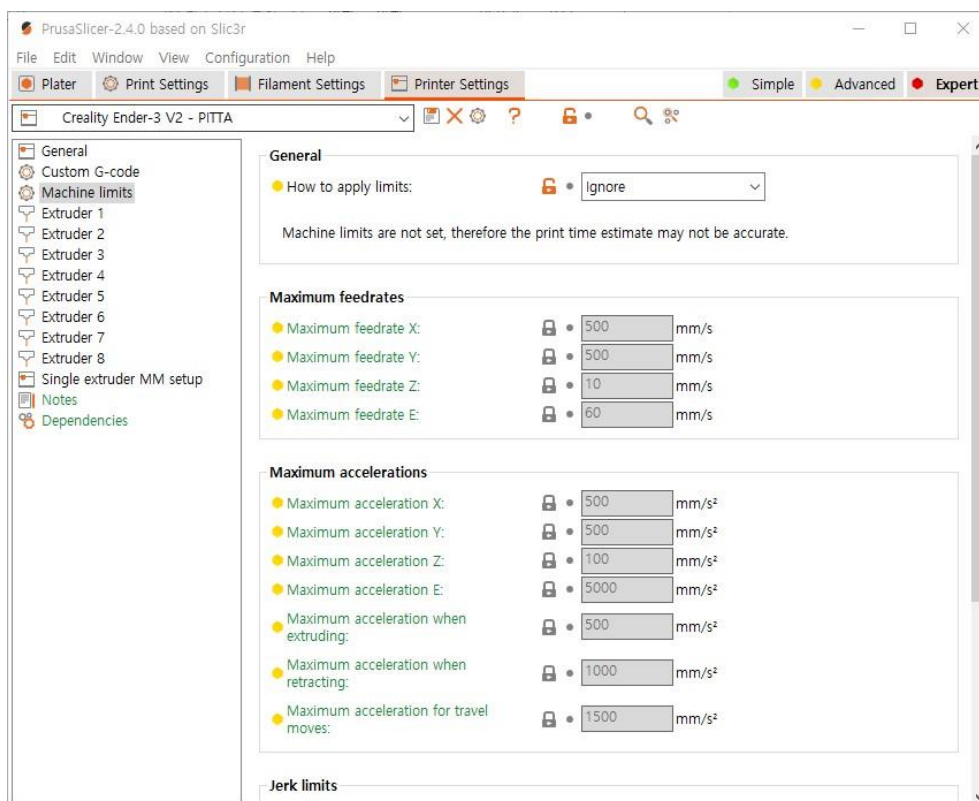 PrusaSlicer-2.4.0 based on Slic3r
File Edit Window View Configuration Help
Plater Print Settings Filament Settings Printer Settings Simple Advanced Expert
Creality Ender-3 V2 - PITTA ?
General
Custom G-code
Machine limits
Extruder 1
Extruder 2
Extruder 3
Extruder 4
Extruder 5
Extruder 6
Extruder 7
Extruder 8
Single extruder MM setup
Notes
Dependencies
General
How to apply limits: Ignore
Machine limits are not set, therefore the print time estimate may not be accurate.
Maximum feedrates
Maximum feedrate X: 500 mm/s
Maximum feedrate Y: 500 mm/s
Maximum feedrate Z: 10 mm/s
Maximum feedrate E: 60 mm/s
Maximum accelerations
Maximum acceleration X: 500 mm/s²
Maximum acceleration Y: 500 mm/s²
Maximum acceleration Z: 100 mm/s²
Maximum acceleration E: 5000 mm/s²
Maximum acceleration when
extruding: 500 mm/s²
Maximum acceleration when
retracting: 1000 mm/s²
Maximum acceleration for travel
moves: 1500 mm/s²
Jerk limits